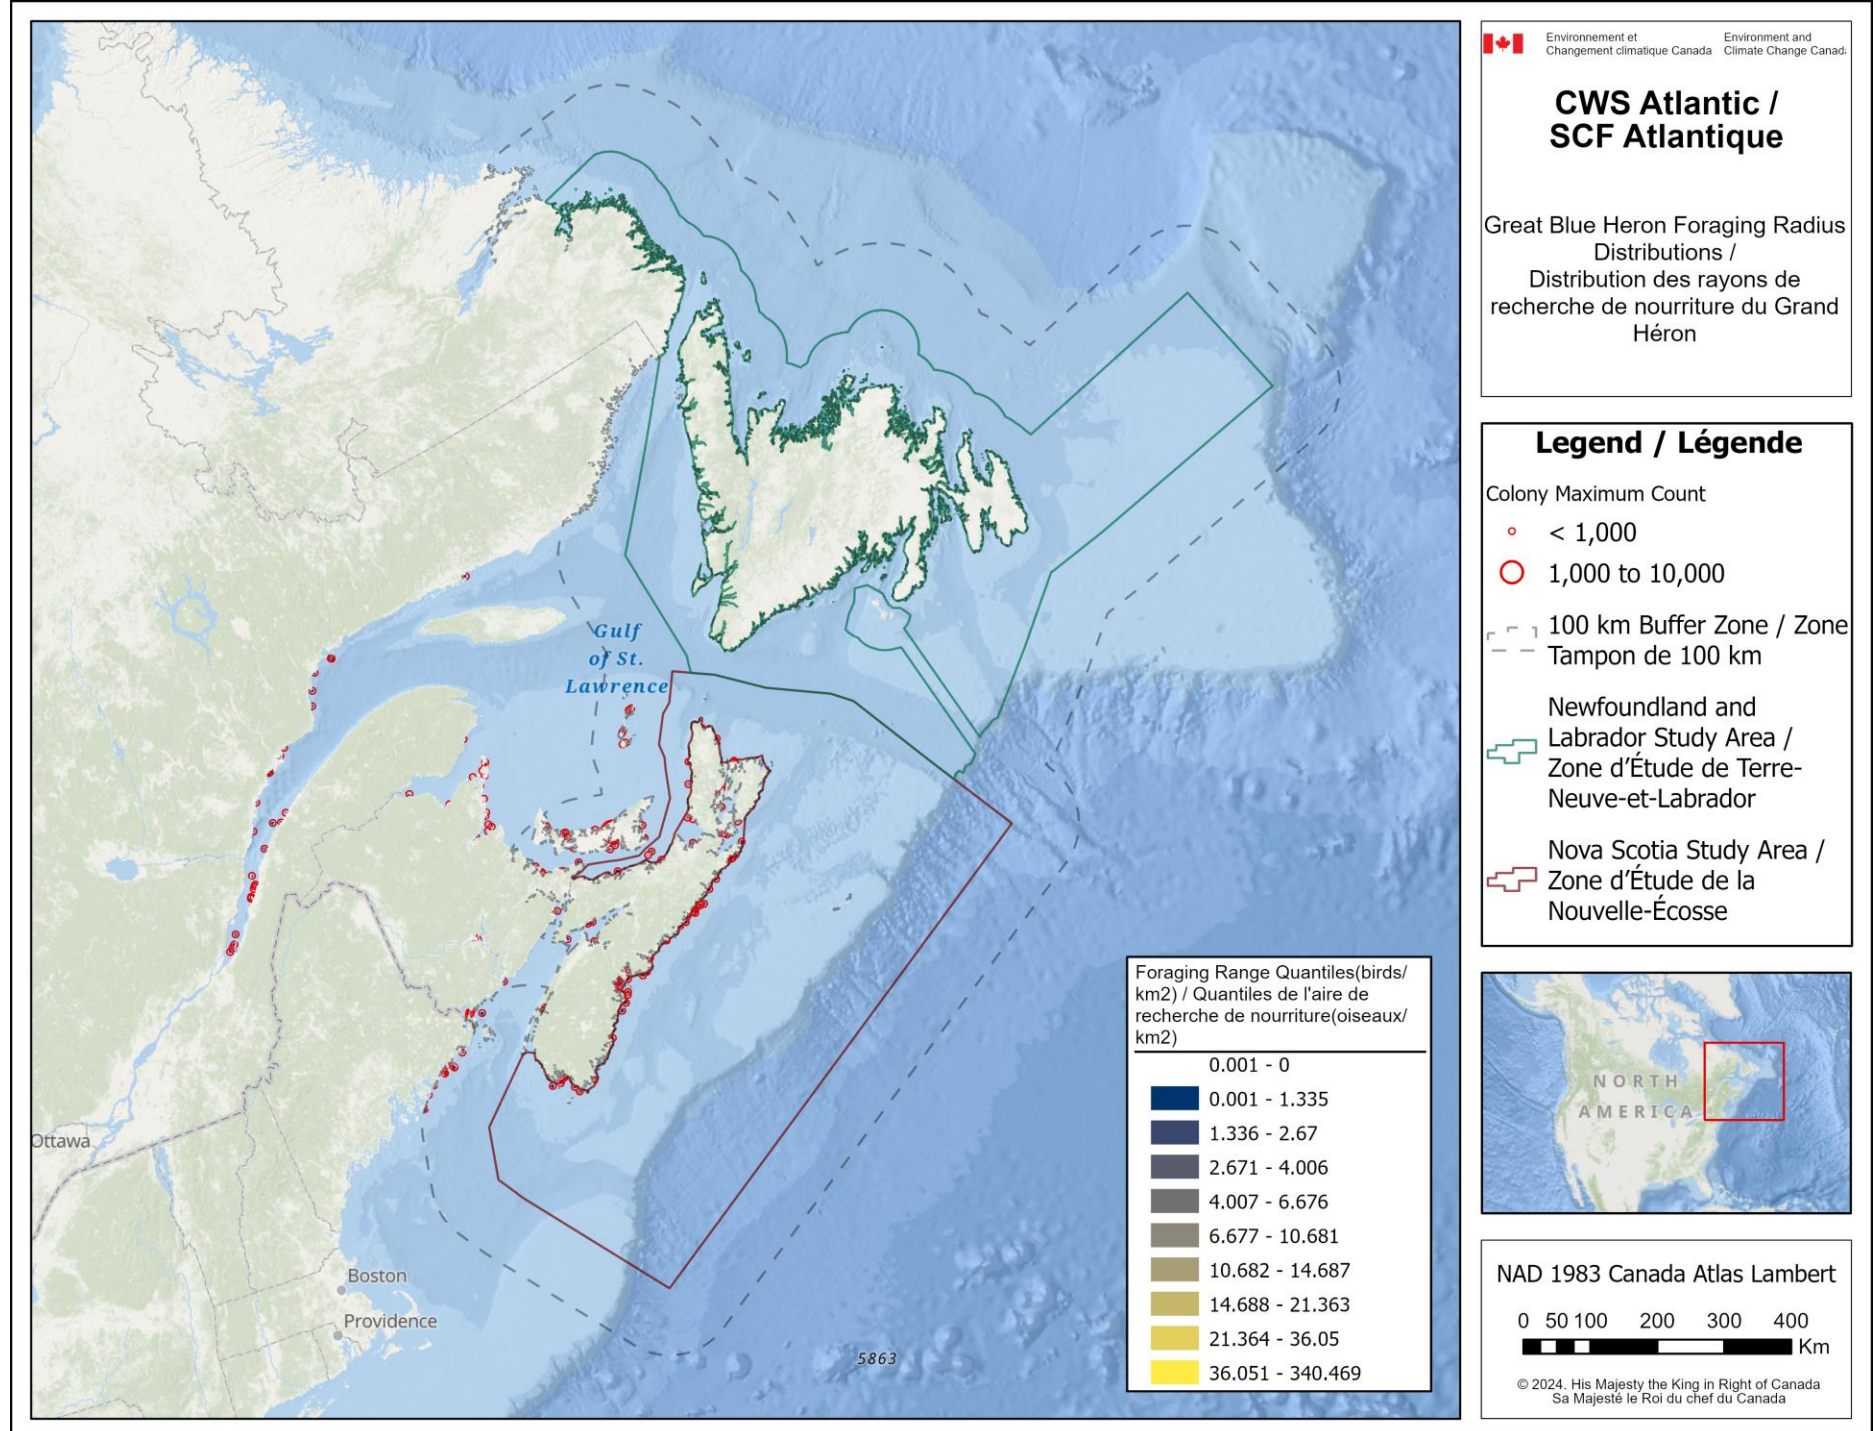 Environnement et
Changement climatique Canada
Environment and
Climate Change Canad
CWS Atlantic /
SCF Atlantique
Great Blue Heron Foraging Radius
Distributions /
Distribution des rayons de
recherche de nourriture du Grand
Héron
Legend / Légende
Colony Maximum Count
< 1,000
1,000 to 10,000
100 km Buffer Zone / Zone
Tampon de 100 km
Newfoundland and
Labrador Study Area /
Zone d'Étude de Terre-
Neuve-et-Labrador
Nova Scotia Study Area /
Zone d'Étude de la
Nouvelle-Écosse
Gulf
of St.
Lawrence
Ottawa
Boston
Providence
5863
Foraging Range Quantiles(birds/
km2) / Quantiles de l'aire de
recherche de nourriture(oiseaux/
km2)
0.001 - 0
0.001 - 1.335
1.336 - 2.67
2.671 - 4.006
4.007 - 6.676
6.677 - 10.681
10.682 - 14.687
14.688 - 21.363
21.364 - 36.05
36.051 - 340.469
NORTH
AMERICA
NAD 1983 Canada Atlas Lambert
0 50 100 200 300 400
Km
© 2024. His Majesty the King in Right of Canada
Sa Majesté le Roi du chef du Canada